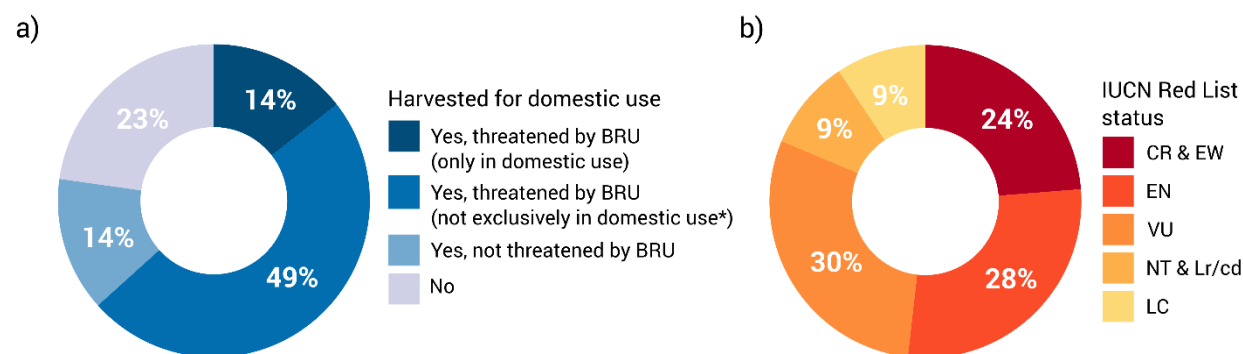 a)
14%
49%
14%
23%
Harvested for domestic use
Yes, threatened by BRU
(only in domestic use)
Yes, threatened by BRU
(not exclusively in domestic use*)
Yes, not threatened by BRU
No
b)
24%
28%
30%
9%
9%
IUCN Red List
status
CR & EW
EN
VU
NT & Lr/cd
LC